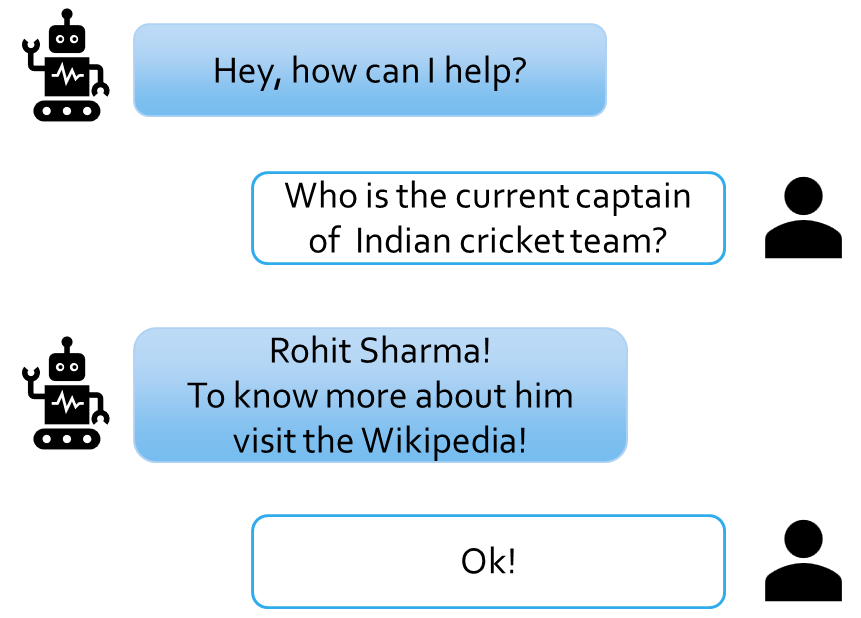 Hey, how can I help?
Who is the current captain
of Indian cricket team?
Rohit Sharma!
To know more about him
visit the Wikipedia!
Ok!